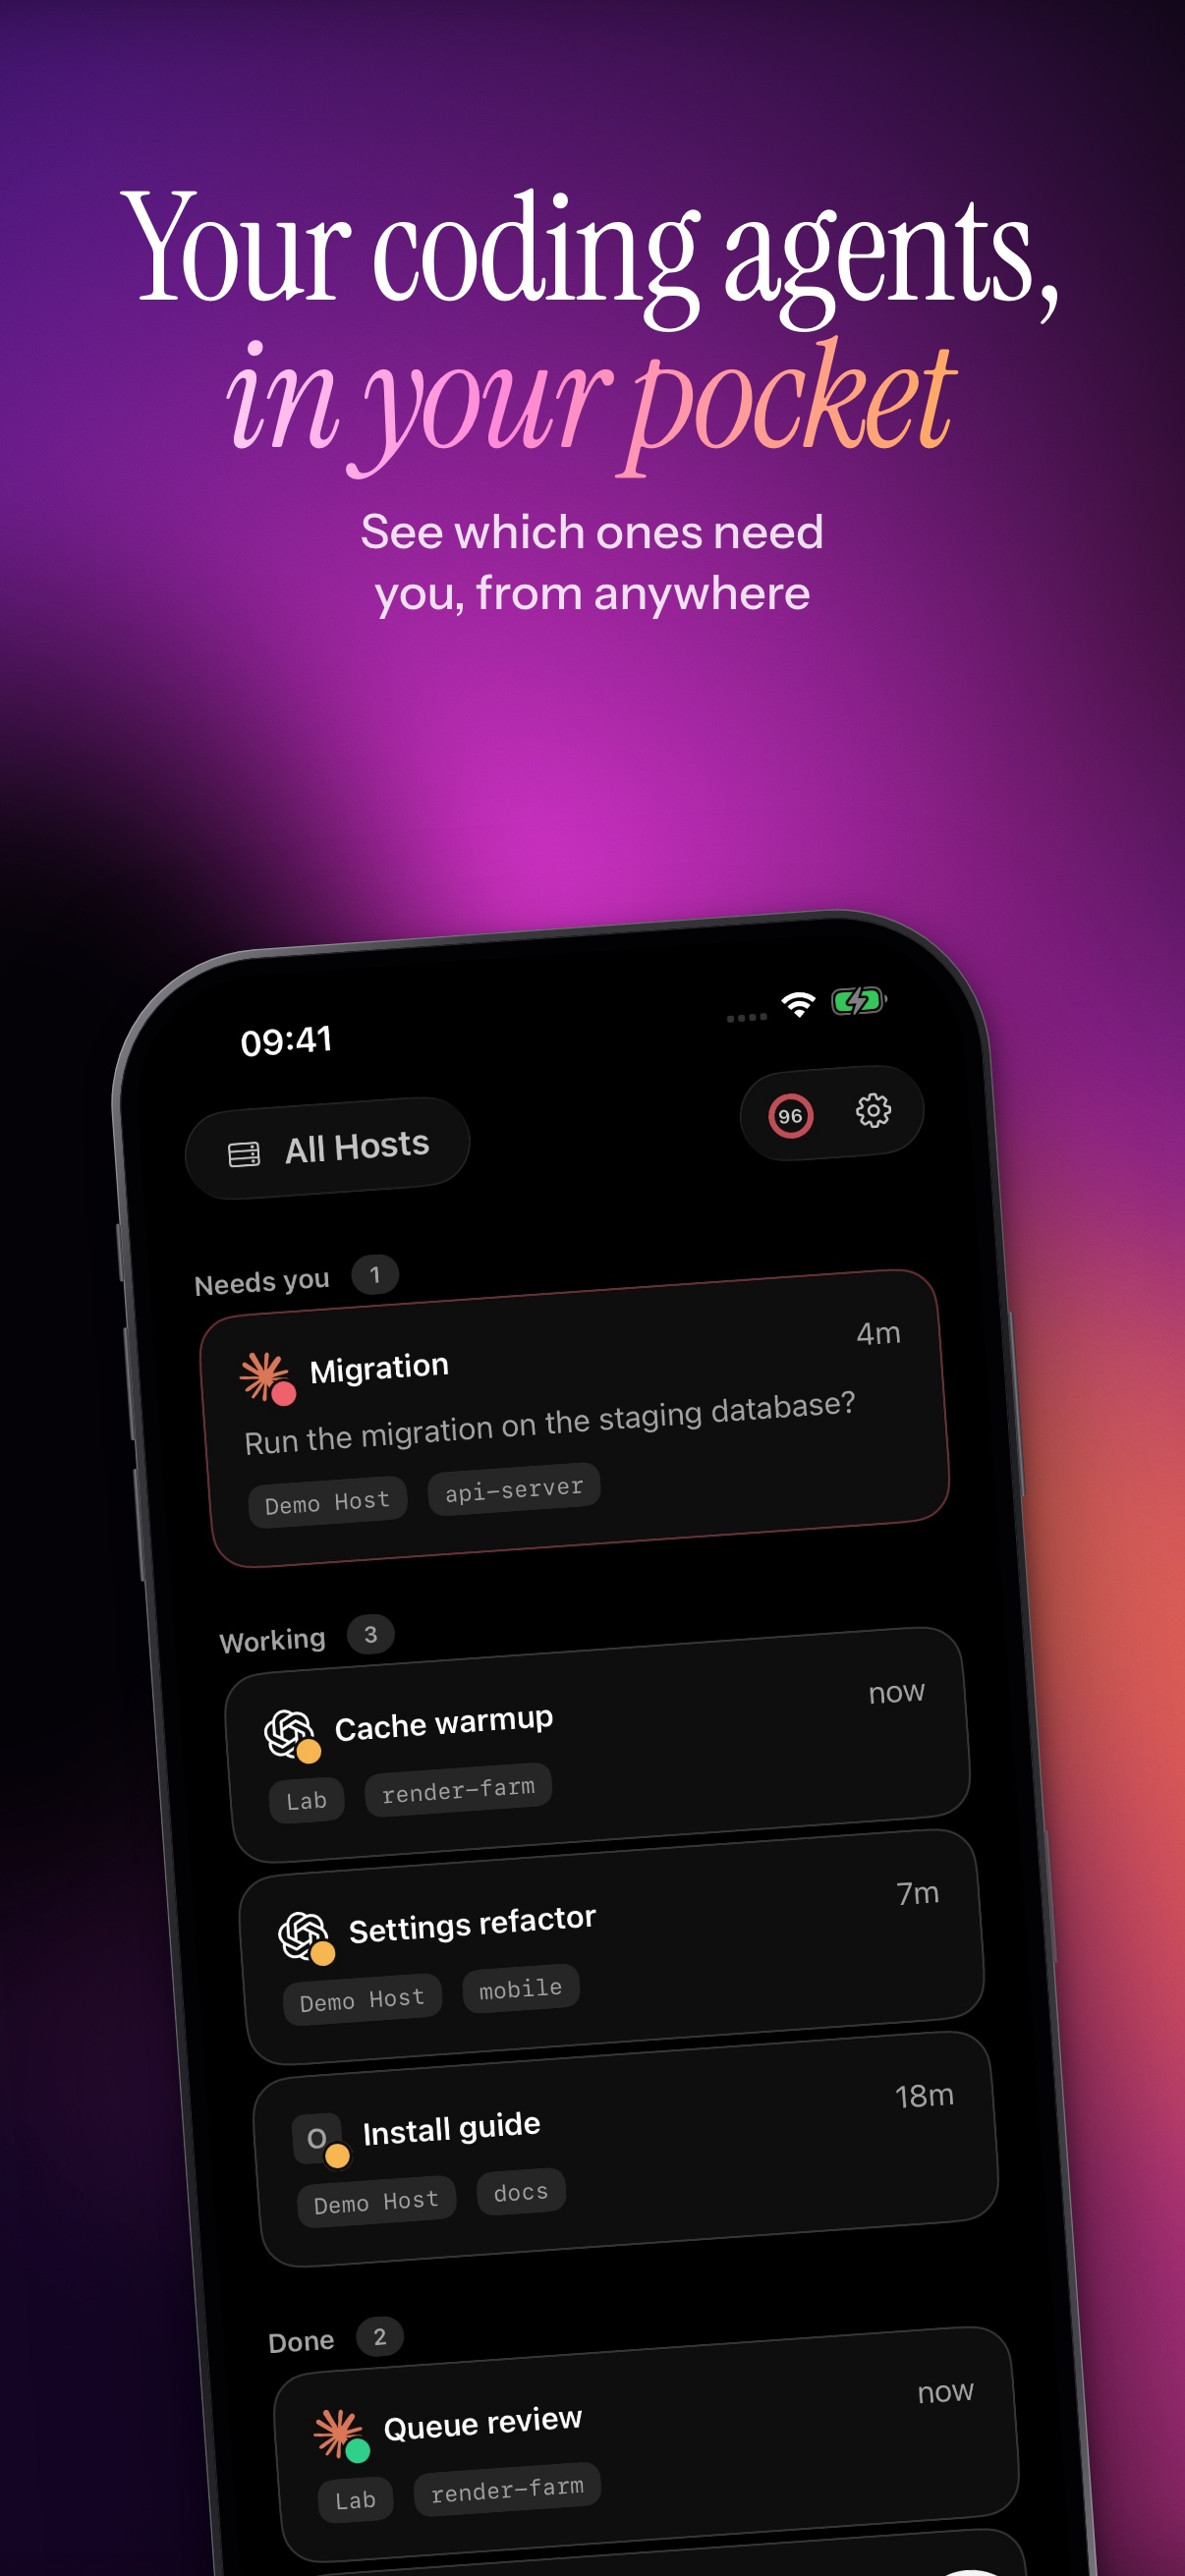 Your coding agents,
in your pocket
See which ones need
you, from anywhere
09:41
All Hosts
96
Needs you 1
Migration 4m
Run the migration on the staging database?
Demo Host api-server
Working 3
Cache warmup now
Lab render-farm
Settings refactor 7m
Demo Host mobile
O Install guide 18m
Demo Host docs
Done 2
Queue review now
Lab render-farm